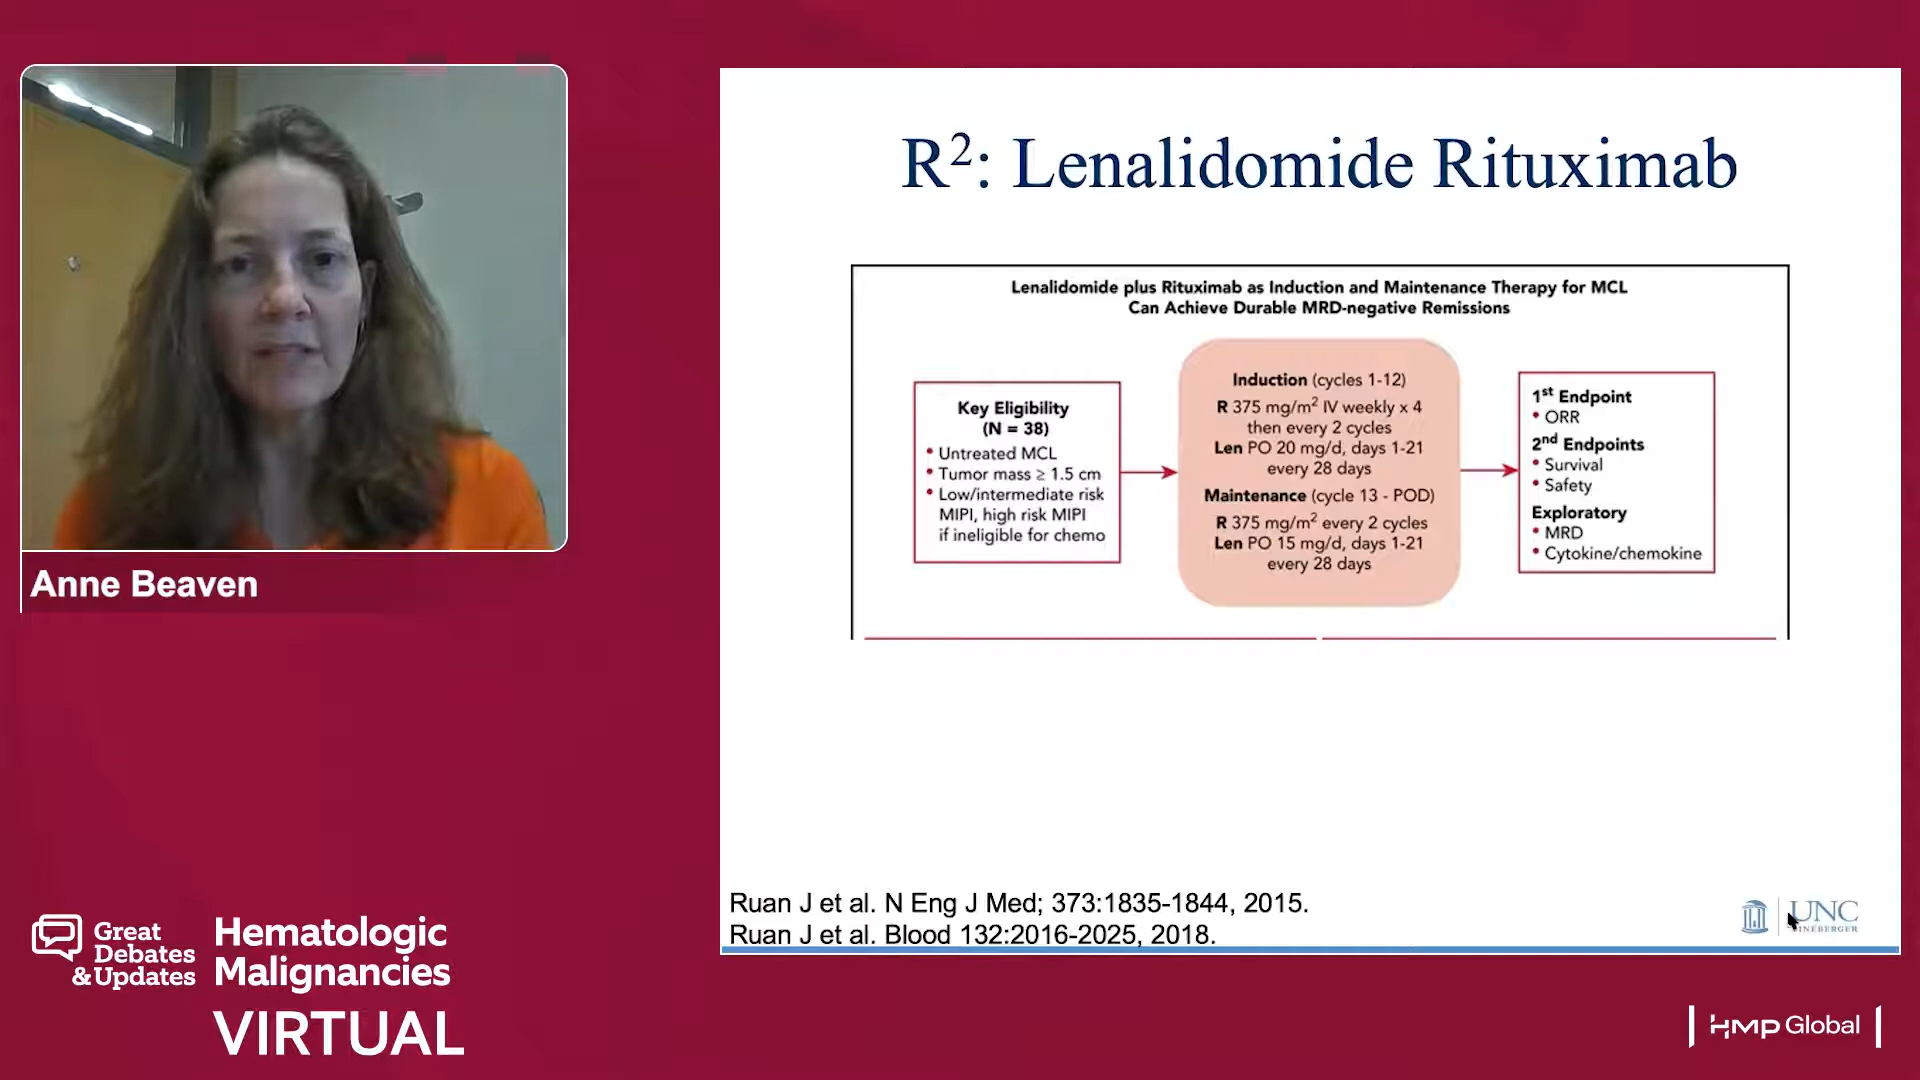 Anne Beaven
Great
Debates
&Updates
Hematologic
Malignancies
VIRTUAL
R²: Lenalidomide Rituximab
Lenalidomide plus Rituximab as Induction and Maintenance Therapy for MCL
Can Achieve Durable MRD-negative Remissions
Key Eligibility
(N = 38)
• Untreated MCL
• Tumor mass ≥ 1.5 cm
• Low/intermediate risk
MIPI, high risk MIPI
if ineligible for chemo
Induction (cycles 1-12)
R 375 mg/m² IV weekly x 4
then every 2 cycles
Len PO 20 mg/d, days 1-21
every 28 days
Maintenance (cycle 13 - POD)
R 375 mg/m² every 2 cycles
Len PO 15 mg/d, days 1-21
every 28 days
1st Endpoint
• ORR
2nd Endpoints
• Survival
• Safety
Exploratory
• MRD
• Cytokine/chemokine
Ruan J et al. N Eng J Med; 373:1835-1844, 2015.
Ruan J et al. Blood 132:2016-2025, 2018.
UNC
HMP Global